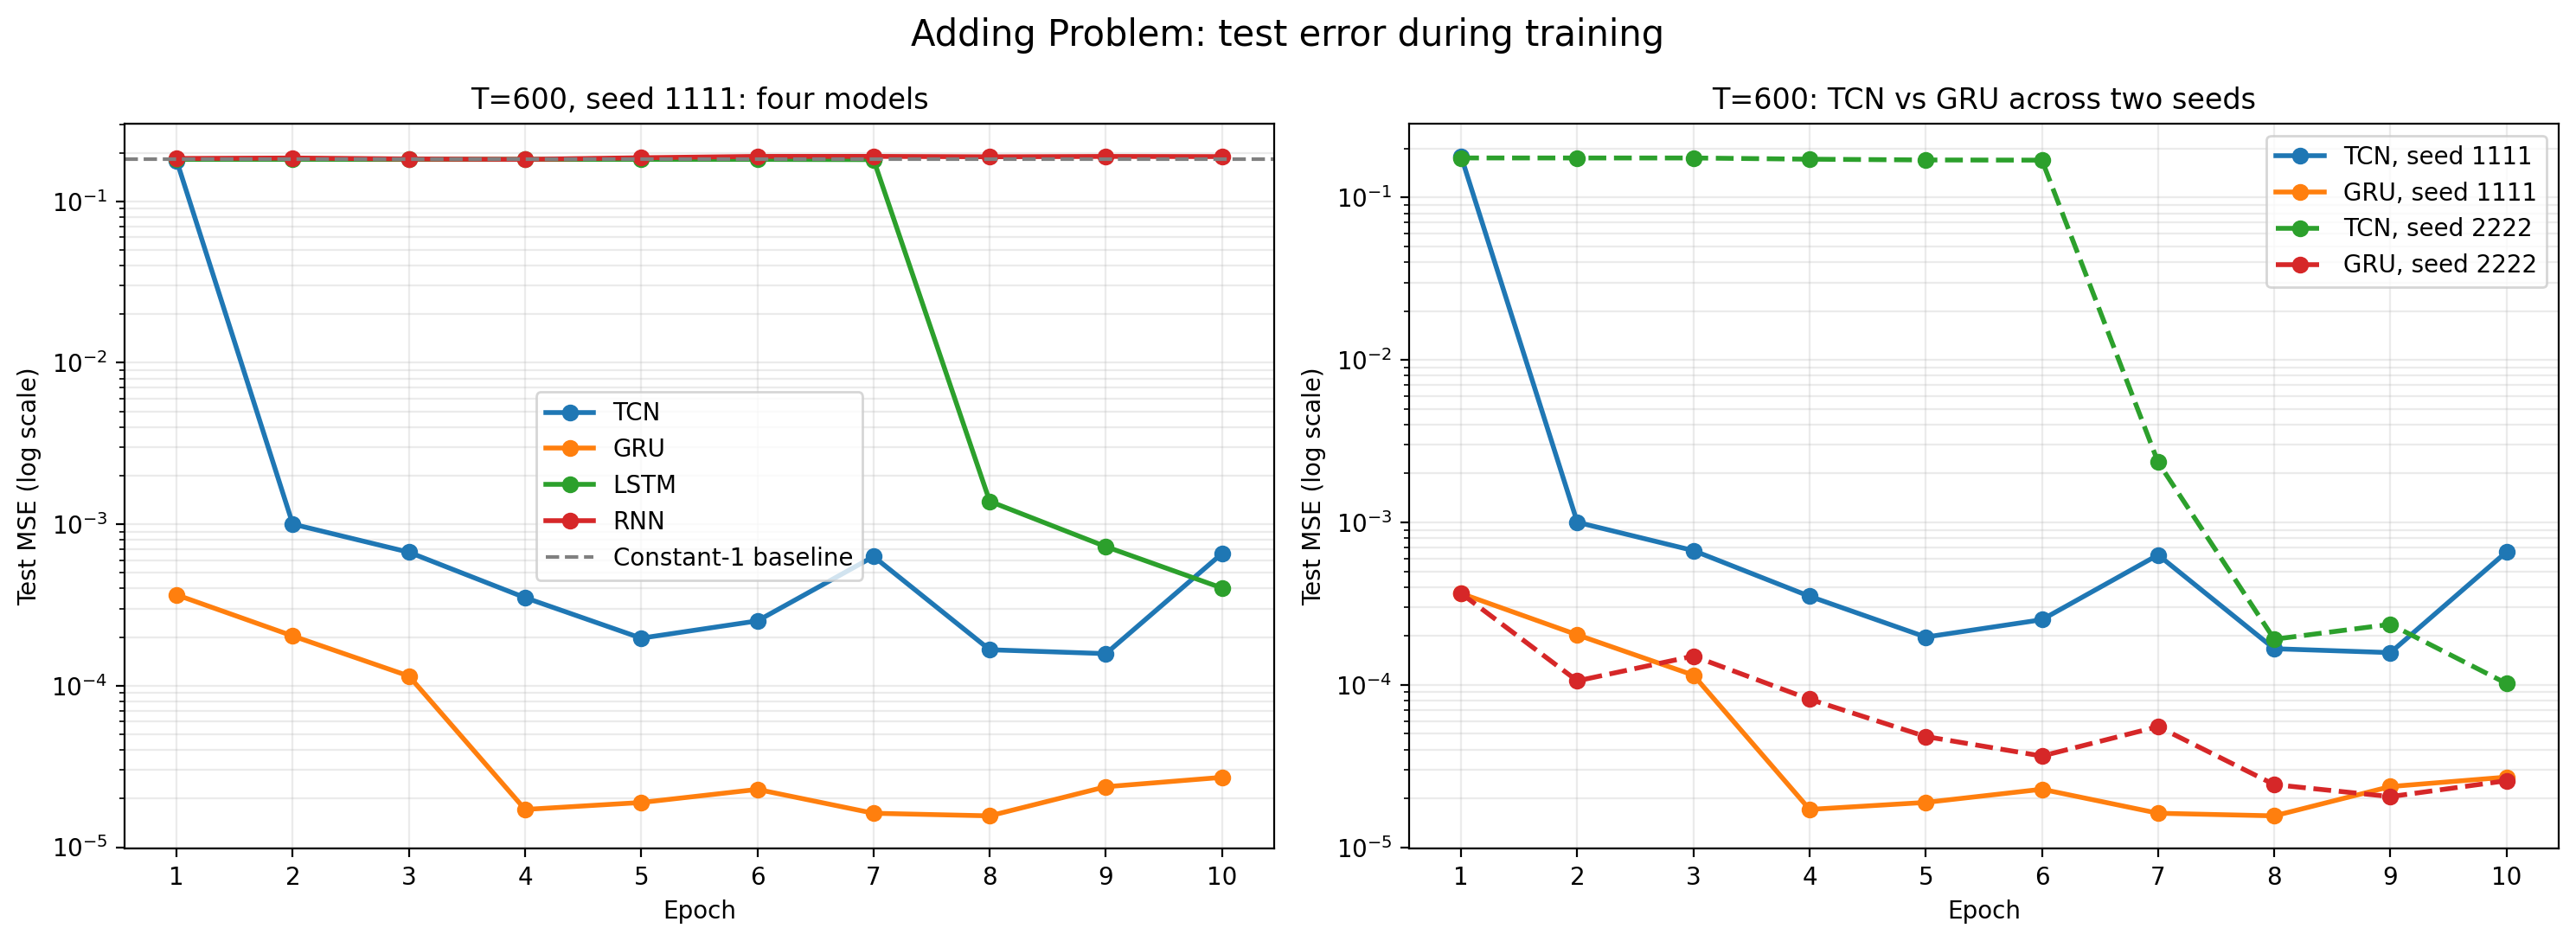 Adding Problem: test error during training
T=600, seed 1111: four models
Test MSE (log scale)
10⁻¹
10⁻²
10⁻³
10⁻⁴
10⁻⁵
TCN
GRU
LSTM
RNN
Constant-1 baseline
1 2 3 4 5 6 7 8 9 10
Epoch
T=600: TCN vs GRU across two seeds
Test MSE (log scale)
10⁻¹
10⁻²
10⁻³
10⁻⁴
10⁻⁵
TCN, seed 1111
GRU, seed 1111
TCN, seed 2222
GRU, seed 2222
1 2 3 4 5 6 7 8 9 10
Epoch